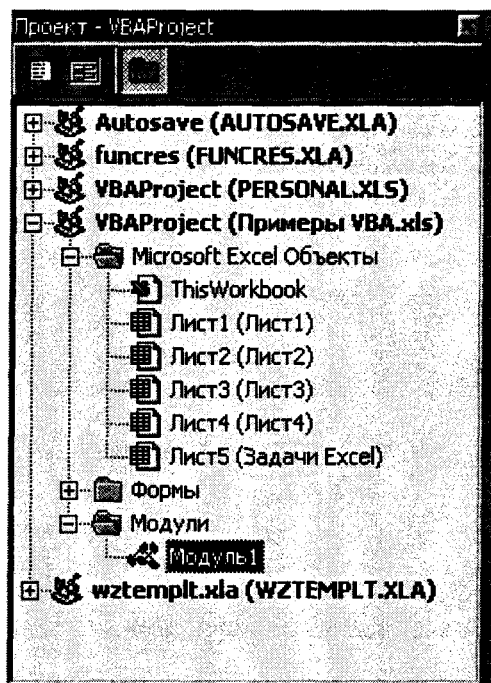 Проект - VBAProject
Autosave (AUTOSAVE.XLA)
funcres (FUNCRES.XLA)
VBAProject (PERSONAL.XLS)
VBAProject (Примеры VBA.xls)
Microsoft Excel Объекты
ThisWorkbook
Лист1 (Лист1)
Лист2 (Лист2)
Лист3 (Лист3)
Лист4 (Лист4)
Лист5 (Задачи Excel)
Формы
Модули
Модуль1
wztemplt.xla (WZTEMPLT.XLA)